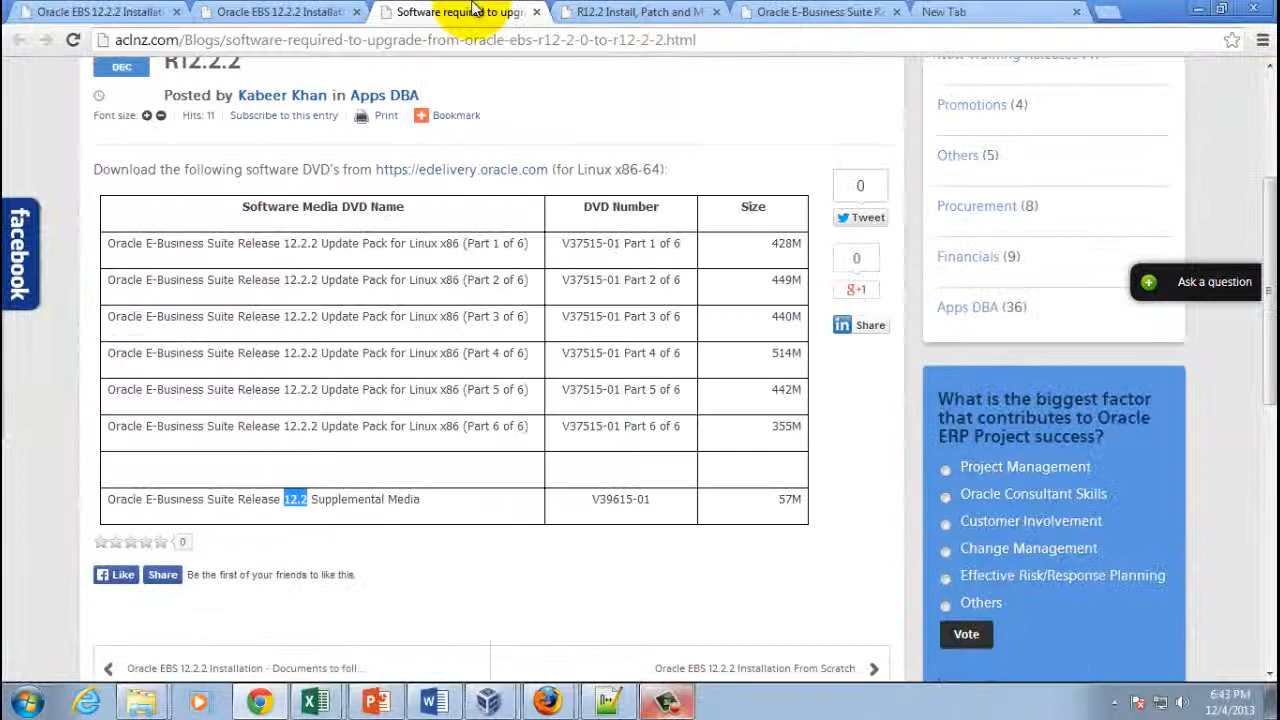 Oracle EBS 12.2.2 Installati
Oracle EBS 12.2.2 Installati
Software required to upgr
R12.2 Install, Patch and M
Oracle E-Business Suite R
New Tab
aclnz.com/Blogs/software-required-to-upgrade-from-oracle-ebs-r12-2-0-to-r12-2-2.html
DEC
R12.2.2
Posted by Kabeer Khan in Apps DBA
Font size: Hits: 11 Subscribe to this entry Print Bookmark
Download the following software DVD's from https://edelivery.oracle.com (for Linux x86-64):
Software Media DVD Name DVD Number Size
Oracle E-Business Suite Release 12.2.2 Update Pack for Linux x86 (Part 1 of 6) V37515-01 Part 1 of 6 428M
Oracle E-Business Suite Release 12.2.2 Update Pack for Linux x86 (Part 2 of 6) V37515-01 Part 2 of 6 449M
Oracle E-Business Suite Release 12.2.2 Update Pack for Linux x86 (Part 3 of 6) V37515-01 Part 3 of 6 440M
Oracle E-Business Suite Release 12.2.2 Update Pack for Linux x86 (Part 4 of 6) V37515-01 Part 4 of 6 514M
Oracle E-Business Suite Release 12.2.2 Update Pack for Linux x86 (Part 5 of 6) V37515-01 Part 5 of 6 442M
Oracle E-Business Suite Release 12.2.2 Update Pack for Linux x86 (Part 6 of 6) V37515-01 Part 6 of 6 355M
Oracle E-Business Suite Release 12.2 Supplemental Media V39615-01 57M
0
Like Share Be the first of your friends to like this.
Oracle EBS 12.2.2 Installation - Documents to foll...
Oracle EBS 12.2.2 Installation From Scratch
facebook
0
Tweet
0
g+1
in Share
Promotions (4)
Others (5)
Procurement (8)
Financials (9)
Apps DBA (36)
Ask a question
What is the biggest factor
that contributes to Oracle
ERP Project success?
Project Management
Oracle Consultant Skills
Customer Involvement
Change Management
Effective Risk/Response Planning
Others
Vote
6:43 PM
12/4/2013